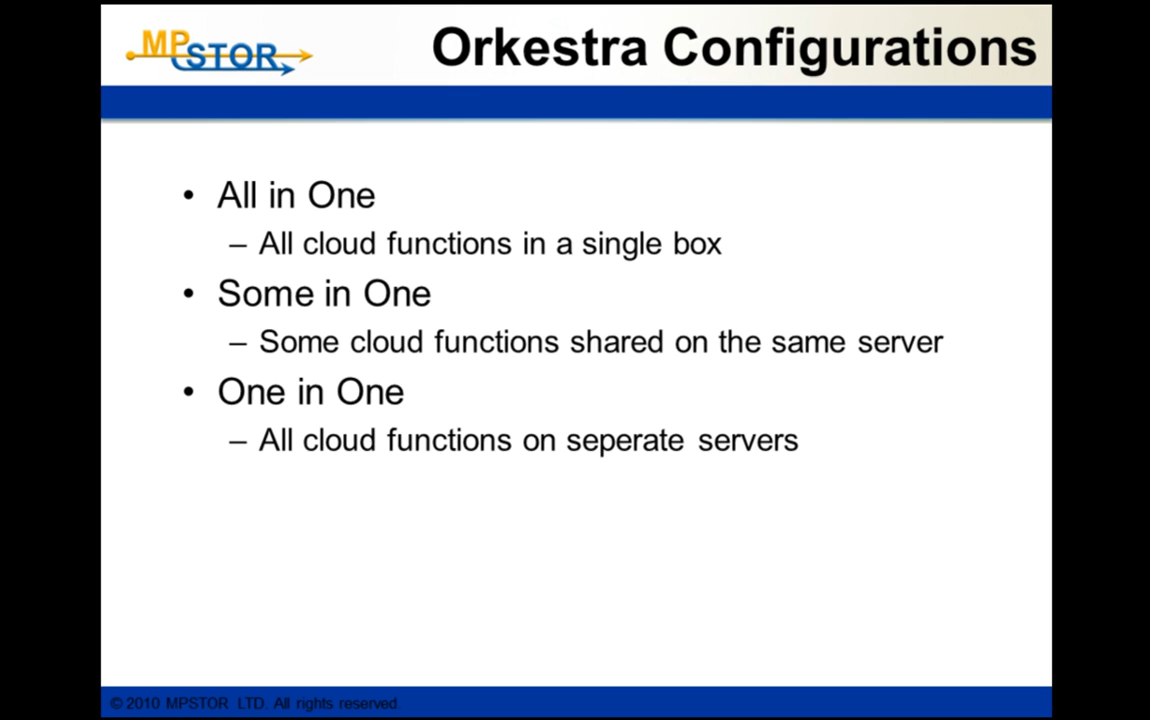 MPSTOR
Orkestra Configurations
• All in One
– All cloud functions in a single box
• Some in One
– Some cloud functions shared on the same server
• One in One
– All cloud functions on seperate servers
© 2010 MPSTOR LTD. All rights reserved.